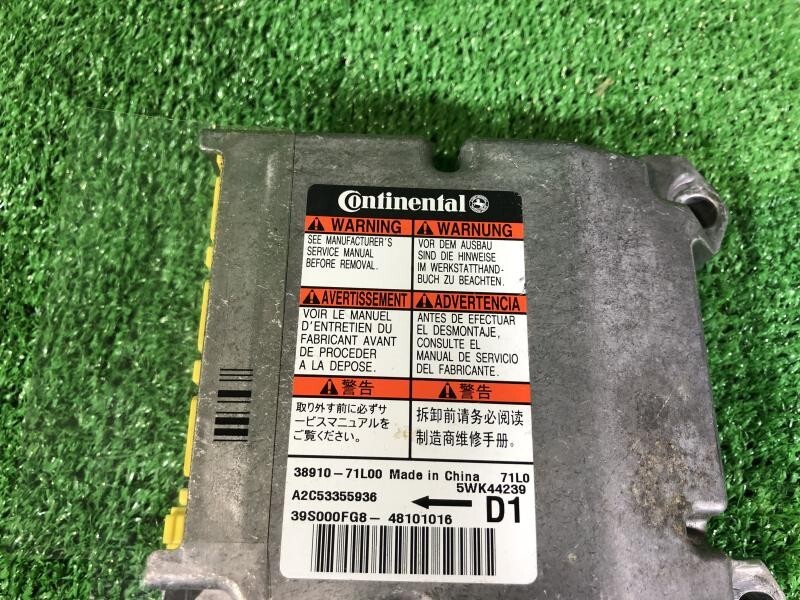 Continental
WARNING
SEE MANUFACTURER'S
SERVICE MANUAL
BEFORE REMOVAL.
WARNUNG
VOR DEM AUSBAU
SIND DIE HINWEISE
IM WERKSTATTHAND-
BUCH ZU BEACHTEN.
AVERTISSEMENT
VOIR LE MANUEL
D'ENTRETIEN DU
FABRICANT AVANT
DE PROCEDER
A LA DEPOSE.
ADVERTENCIA
ANTES DE EFECTUAR
EL DESMONTAJE,
CONSULTE EL
MANUAL DE SERVICIO
DEL FABRICANTE.
警告
取り外す前に必ずサ
ービスマニュアルを
ご覧ください。
警告
拆卸前请务必阅读
制造商维修手册.
38910-71L00 Made in China 71L0
5WK44239
A2C53355936 D1
39S000FG8- 48101016